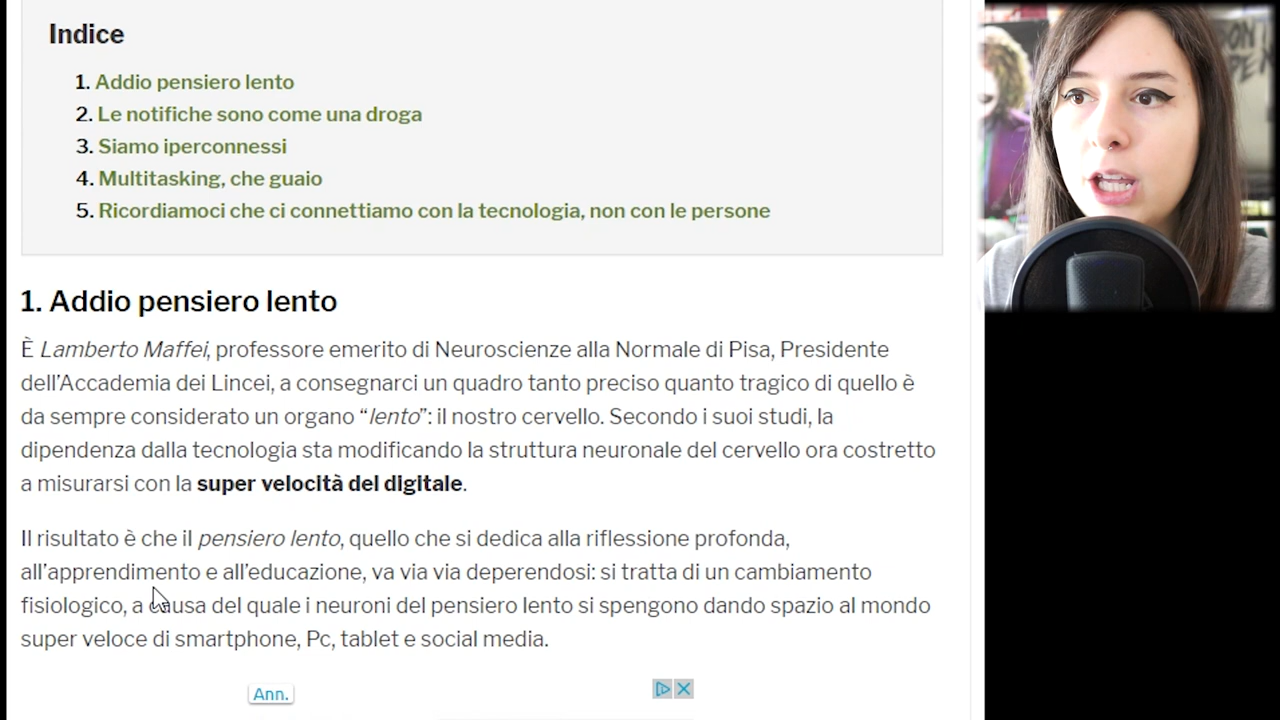 Indice
1. Addio pensiero lento
2. Le notifiche sono come una droga
3. Siamo iperconnessi
4. Multitasking, che guaio
5. Ricordiamoci che ci connettiamo con la tecnologia, non con le persone
1. Addio pensiero lento
È Lamberto Maffei, professore emerito di Neuroscienze alla Normale di Pisa, Presidente
dell’Accademia dei Lincei, a consegnarci un quadro tanto preciso quanto tragico di quello è
da sempre considerato un organo “lento”: il nostro cervello. Secondo i suoi studi, la
dipendenza dalla tecnologia sta modificando la struttura neuronale del cervello ora costretto
a misurarsi con la super velocità del digitale.
Il risultato è che il pensiero lento, quello che si dedica alla riflessione profonda,
all’apprendimento e all’educazione, va via via deperendosi: si tratta di un cambiamento
fisiologico, a causa del quale i neuroni del pensiero lento si spengono dando spazio al mondo
super veloce di smartphone, Pc, tablet e social media.
Ann.